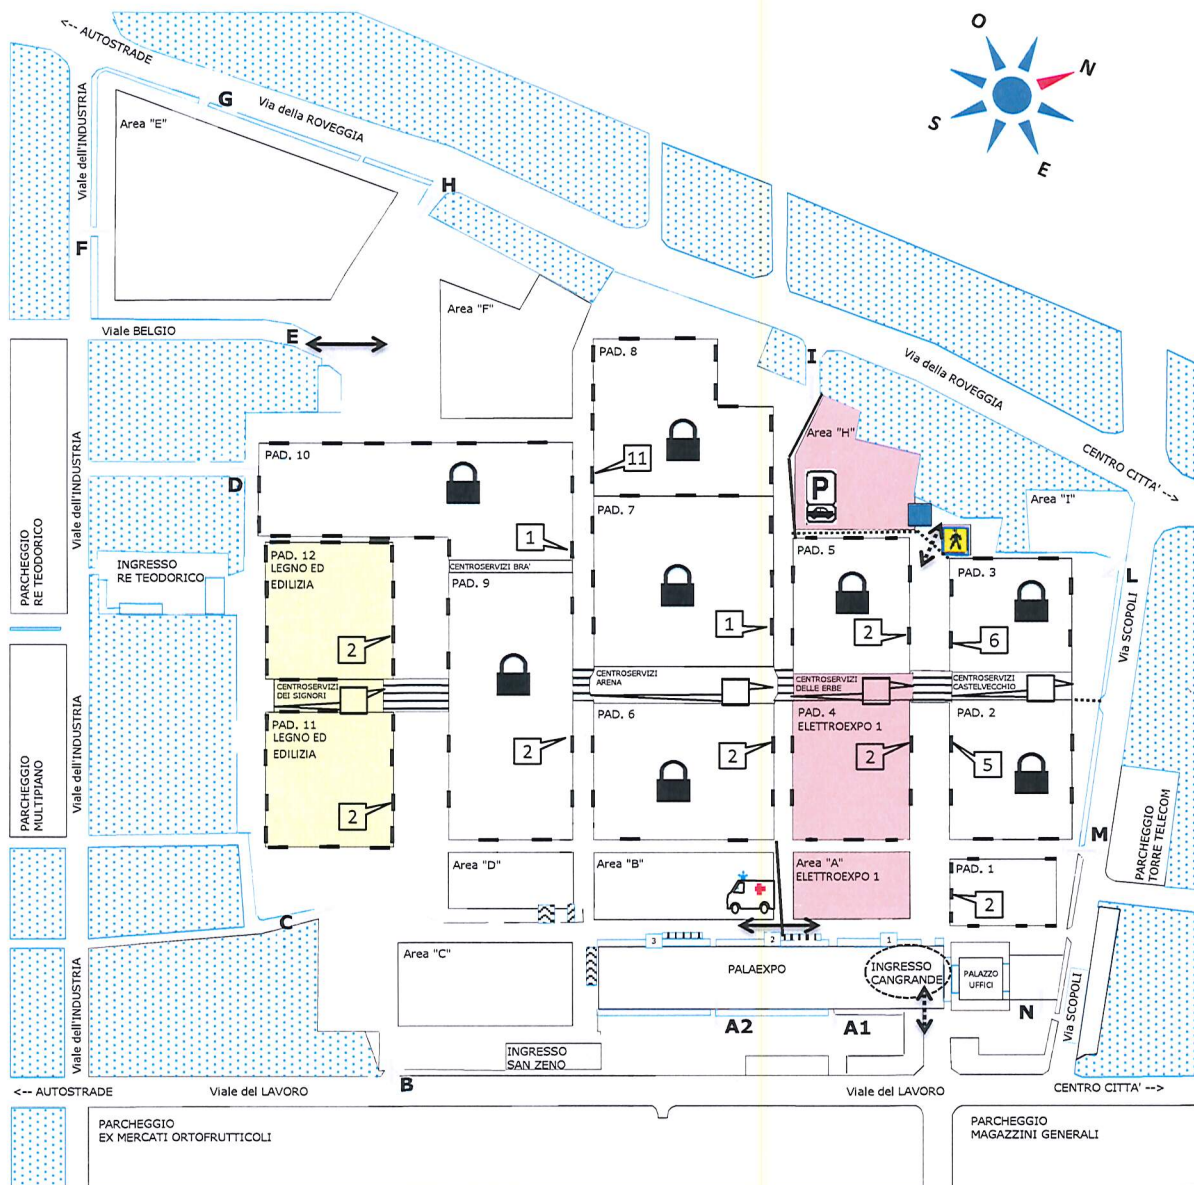 <-- AUTOSTRADE
O
N
S
E
G
Via della ROVEGGIA
Area "E"
Viale dell'INDUSTRIA
H
F
Viale BELGIO
E
Area "F"
PAD. 8
I
Via della ROVEGGIA
Area "H"
CENTRO CITTA' -->
PAD. 10
11
D
P
Area "I"
Viale dell'INDUSTRIA
PARCHEGGIO
RE TEODORICO
PAD. 7
1
PAD. 5
PAD. 12
LEGNO ED
EDILIZIA
INGRESSO
RE TEODORICO
CENTROSERVIZI BRA'
PAD. 9
PAD. 3
L
Via SCOPOLI
2
1
2
6
CENTROSERVIZI
DEI SIGNORI
CENTROSERVIZI
ARENA
CENTROSERVIZI
DELLE ERBE
CENTROSERVIZI
CASTELVECCHIO
PAD. 11
LEGNO ED
EDILIZIA
PAD. 6
PAD. 4
ELETTROEXPO 1
PAD. 2
Viale dell'INDUSTRIA
PARCHEGGIO
MULTIPIANO
2
2
2
2
5
M
PARCHEGGIO
TORRE TELECOM
Area "D"
Area "B"
Area "A"
ELETTROEXPO 1
PAD. 1
2
C
3
2
1
Area "C"
PALAEXPO
INGRESSO
CANGRANDE
PALAZZO
UFFICI
N
Via SCOPOLI
Viale dell'INDUSTRIA
A2
A1
INGRESSO
SAN ZENO
B
<-- AUTOSTRADE
Viale del LAVORO
Viale del LAVORO
CENTRO CITTA' -->
PARCHEGGIO
EX MERCATI ORTOFRUTTICOLI
PARCHEGGIO
MAGAZZINI GENERALI